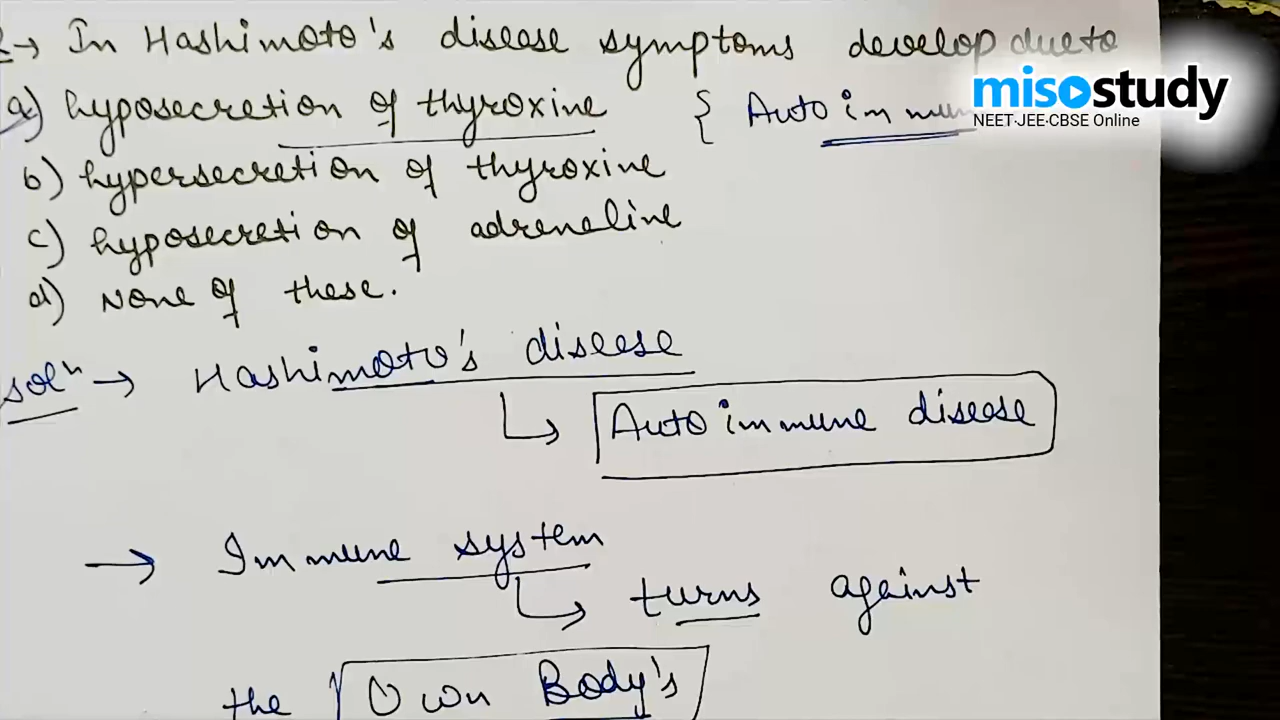 In Hashimoto's disease symptoms develop due to
a) hyposecretion of thyroxine { Auto immun
b) hypersecretion of thyroxine
c) hyposecretion of adrenaline
d) None of these.
solⁿ → Hashimoto's disease
↳ Auto immune disease
→ Immune system
↳ turns against
the Own Body's
misostudy
NEET-JEE-CBSE Online